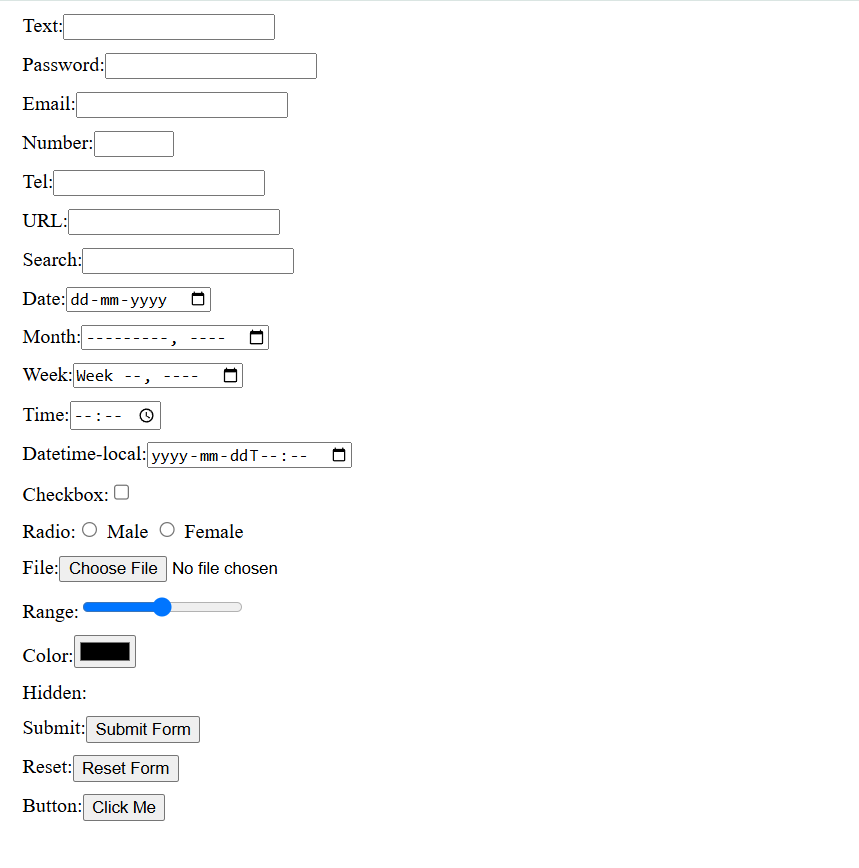 Text:
Password:
Email:
Number:
Tel:
URL:
Search:
Date: dd-mm-yyyy
Month: ---------, ----
Week: Week --, ----
Time: --:--
Datetime-local: yyyy-mm-ddT--:--
Checkbox:
Radio: Male Female
File: Choose File No file chosen
Range:
Color:
Hidden:
Submit: Submit Form
Reset: Reset Form
Button: Click Me